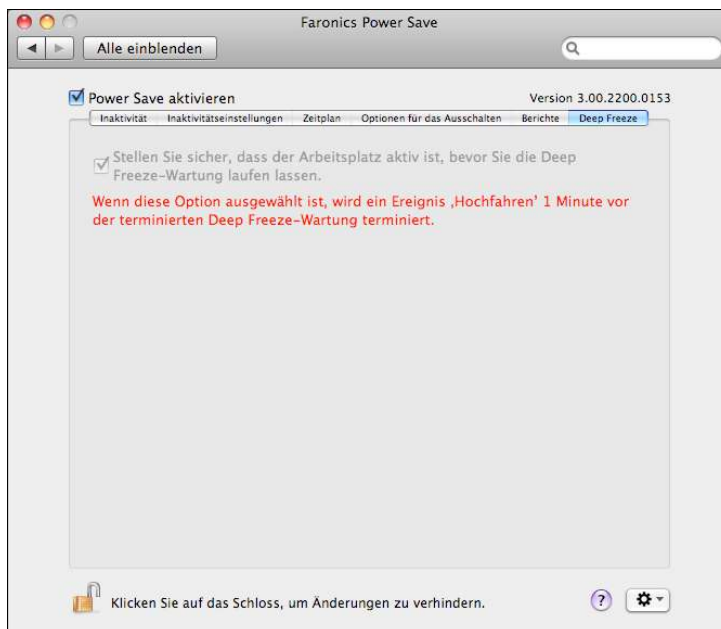 Faronics Power Save
Alle einblenden
Power Save aktivieren
Version 3.00.2200.0153
Inaktivität Inaktivitätseinstellungen Zeitplan Optionen für das Ausschalten Berichte Deep Freeze
Stellen Sie sicher, dass der Arbeitsplatz aktiv ist, bevor Sie die Deep
Freeze-Wartung laufen lassen.
Wenn diese Option ausgewählt ist, wird ein Ereignis ‚Hochfahren’ 1 Minute vor
der terminierten Deep Freeze-Wartung terminiert.
Klicken Sie auf das Schloss, um Änderungen zu verhindern.
?